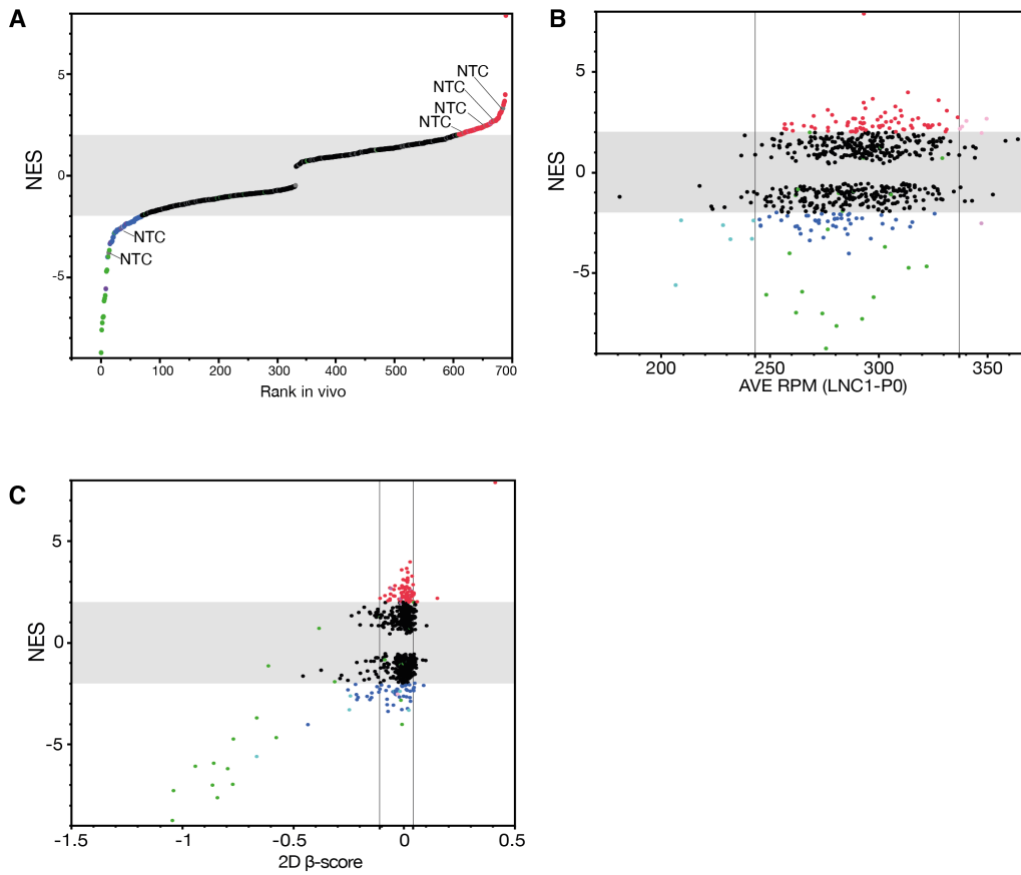 A
NES
5
0
-5
NTC
NTC
NTC
NTC
NTC
NTC
0
100
200
300
400
500
600
700
Rank in vivo
B
NES
5
0
-5
200
250
300
350
AVE RPM (LNC1-P0)
C
NES
5
0
-5
-1.5
-1
-0.5
0
0.5
2D β-score